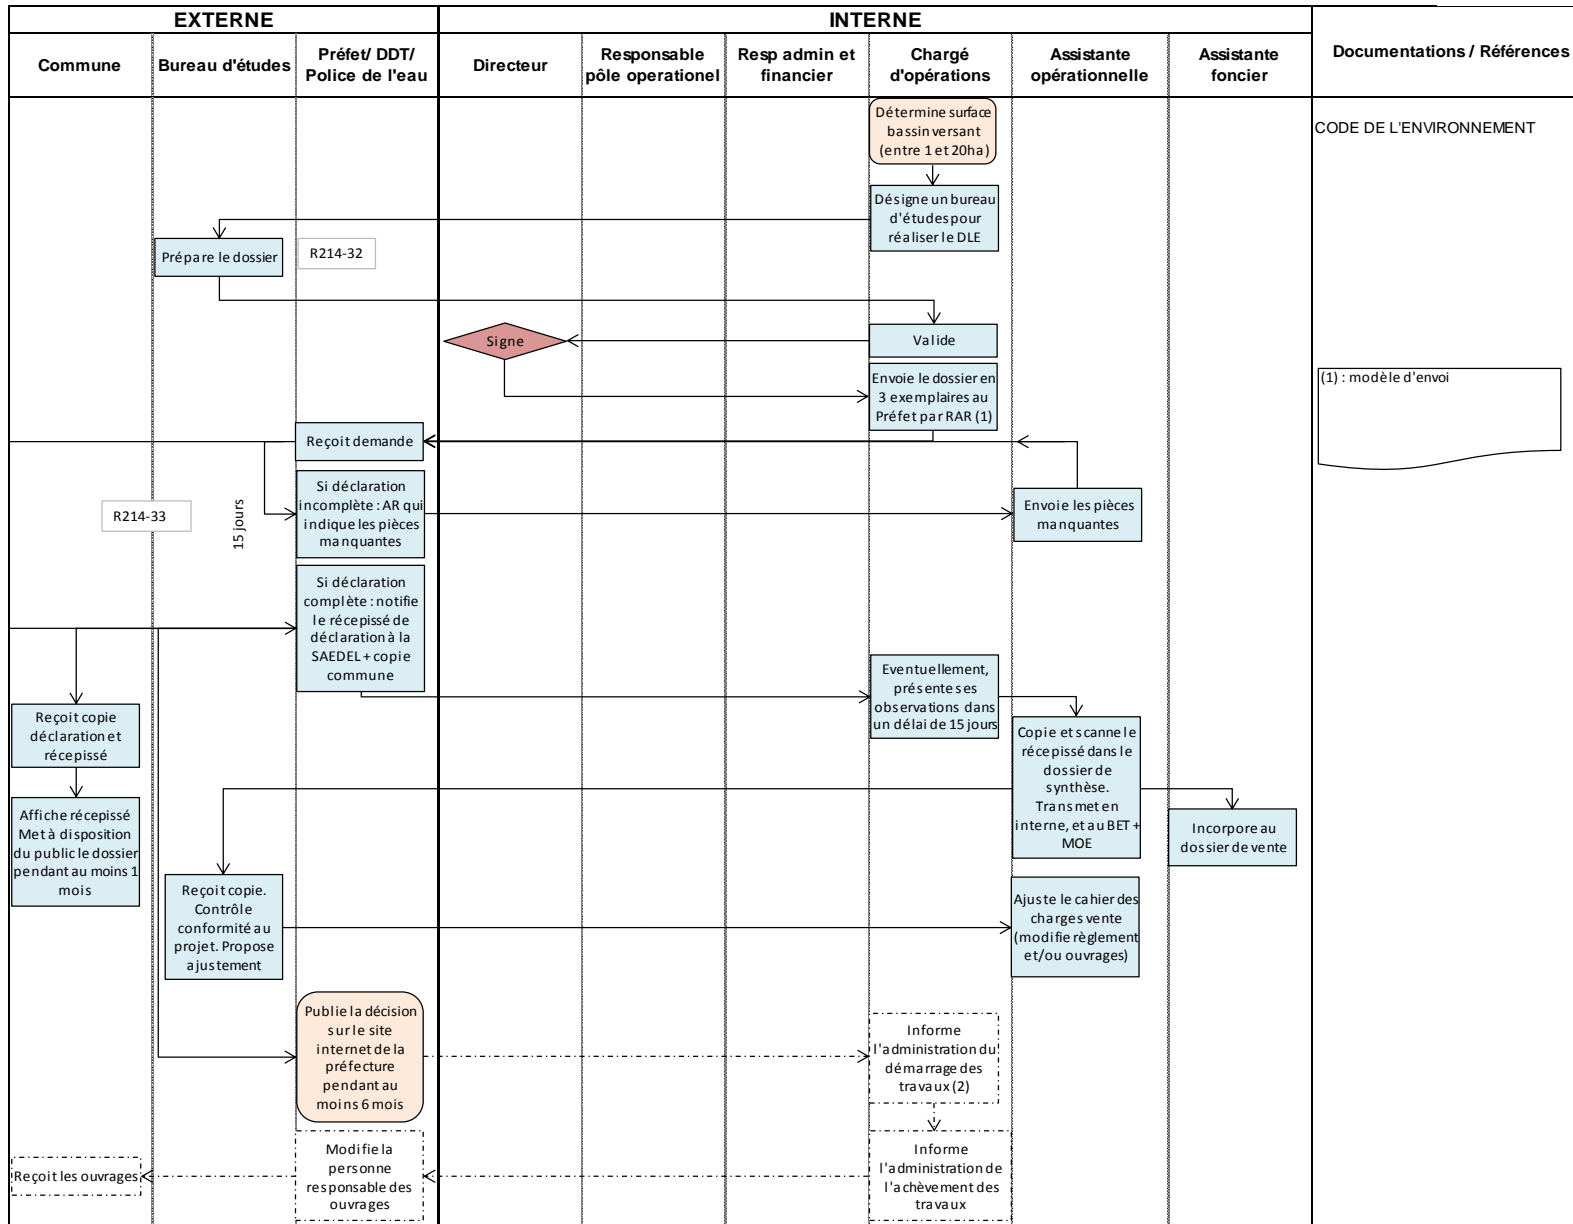 EXTERNE
INTERNE
Commune
Bureau d'études
Préfet/ DDT/
Police de l'eau
Directeur
Responsable
pôle operationel
Resp admin et
financier
Chargé
d'opérations
Assistante
opérationnelle
Assistante
foncier
Documentations / Références
Détermine surface
bassin versant
(entre 1 et 20ha)
CODE DE L'ENVIRONNEMENT
Désigne un bureau
d'études pour
réaliser le DLE
Prépare le dossier
R214-32
Signe
Valide
Envoie le dossier en
3 exemplaires au
Préfet par RAR (1)
(1) : modèle d'envoi
Reçoit demande
Si déclaration
incomplète : AR qui
indique les pièces
manquantes
R214-33
15 jours
Envoie les pièces
manquantes
Si déclaration
complète : notifie
le récepissé de
déclaration à la
SAEDEL + copie
commune
Eventuellement,
présente ses
observations dans
un délai de 15 jours
Reçoit copie
déclaration et
récepissé
Copie et scanne le
récepissé dans le
dossier de
synthèse.
Transmet en
interne, et au BET +
MOE
Affiche récepissé
Met à disposition
du public le dossier
pendant au moins 1
mois
Incorpore au
dossier de vente
Reçoit copie.
Contrôle
conformité au
projet. Propose
ajustement
Ajuste le cahier des
charges vente
(modifie règlement
et/ou ouvrages)
Publie la décision
sur le site
internet de la
préfecture
pendant au
moins 6 mois
Informe
l'administration du
démarrage des
travaux (2)
Reçoit les ouvrages
Modifie la
personne
responsable des
ouvrages
Informe
l'administration de
l'achèvement des
travaux